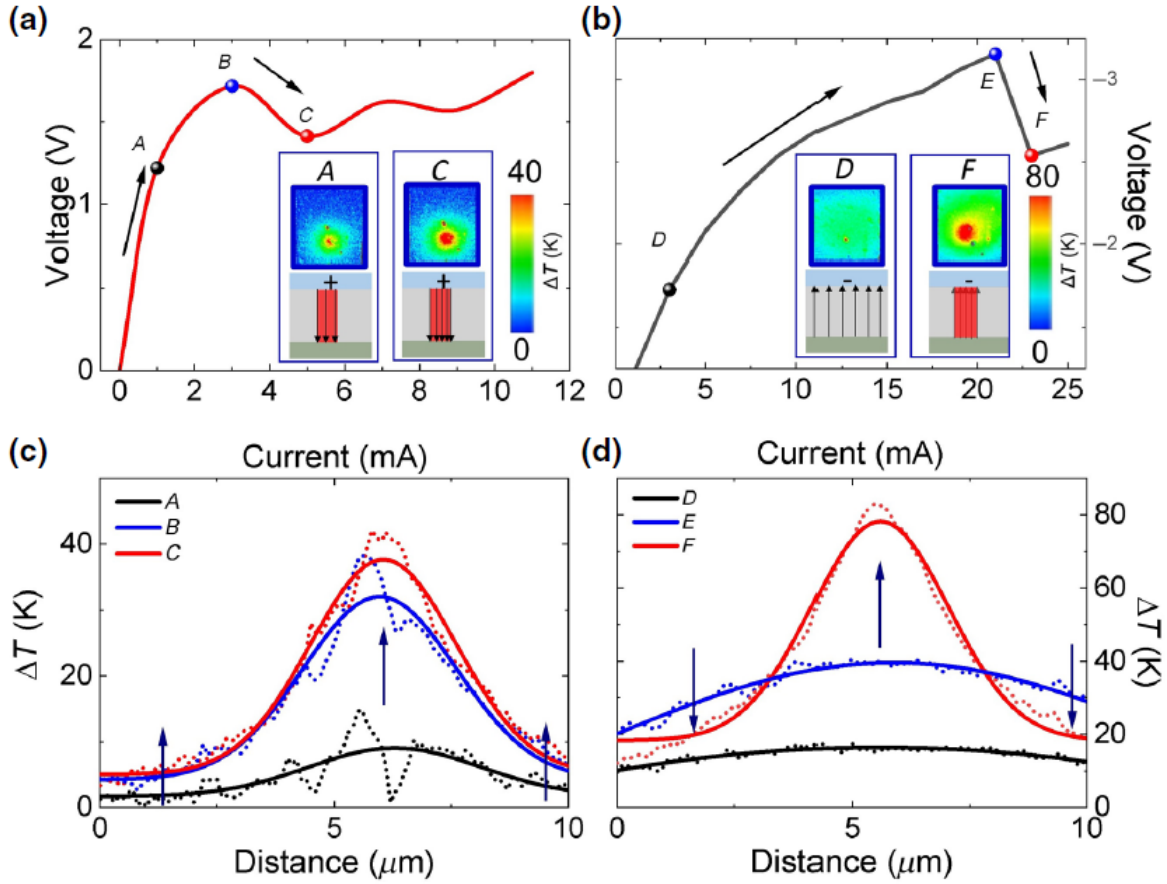 (a)
2
1
0
Voltage (V)
A
B
C
A
C
+
+
40
0
ΔT (K)
0 2 4 6 8 10 12
Current (mA)
(b)
D
E
F
D
F
-
-
80
0
ΔT (K)
−3
−2
Voltage (V)
0 5 10 15 20 25
Current (mA)
(c)
A
B
C
40
20
0
ΔT (K)
0 5 10
Distance (μm)
(d)
D
E
F
80
60
40
20
0
ΔT (K)
0 5 10
Distance (μm)